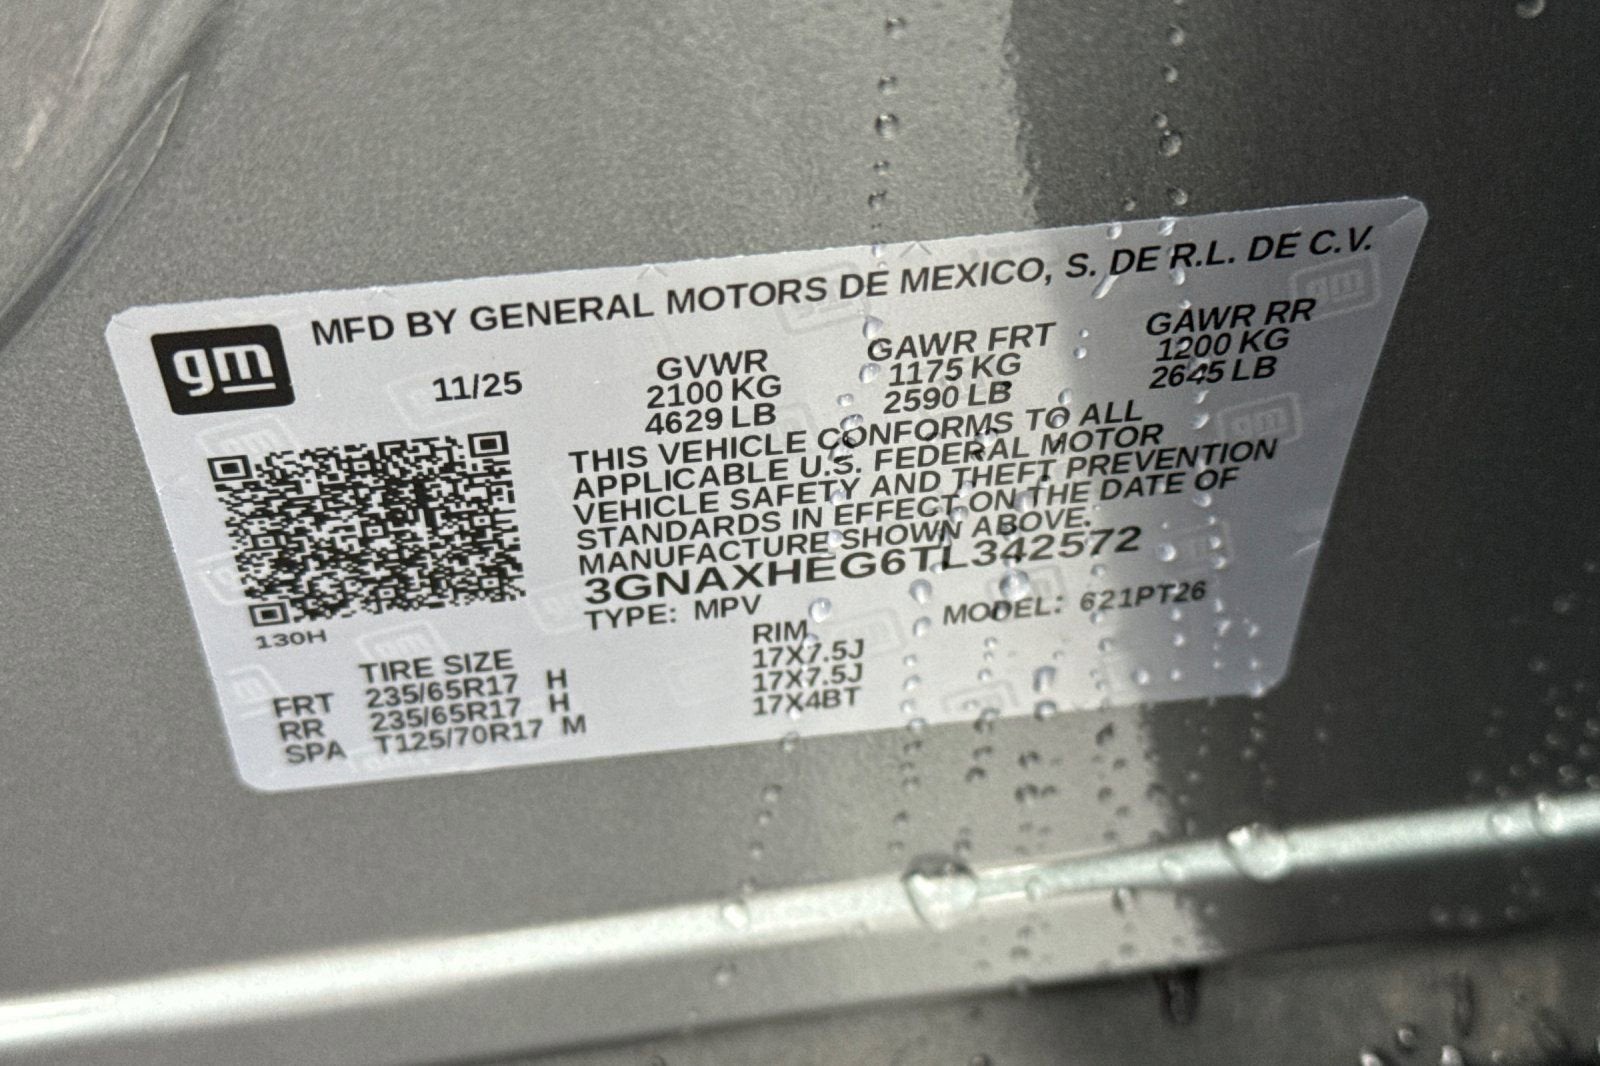 MFD BY GENERAL MOTORS DE MEXICO, S. DE R.L. DE C.V.
gm
11/25
GVWR
2100 KG
4629 LB
GAWR FRT
1175 KG
2590 LB
GAWR RR
1200 KG
2645 LB
THIS VEHICLE CONFORMS TO ALL
APPLICABLE U.S. FEDERAL MOTOR
VEHICLE SAFETY AND THEFT PREVENTION
STANDARDS IN EFFECT ON THE DATE OF
MANUFACTURE SHOWN ABOVE.
3GNAXHEG6TL342572
TYPE: MPV MODEL: 621PT26
130H
TIRE SIZE RIM
FRT 235/65R17 H 17X7.5J
RR 235/65R17 H 17X7.5J
SPA T125/70R17 M 17X4BT